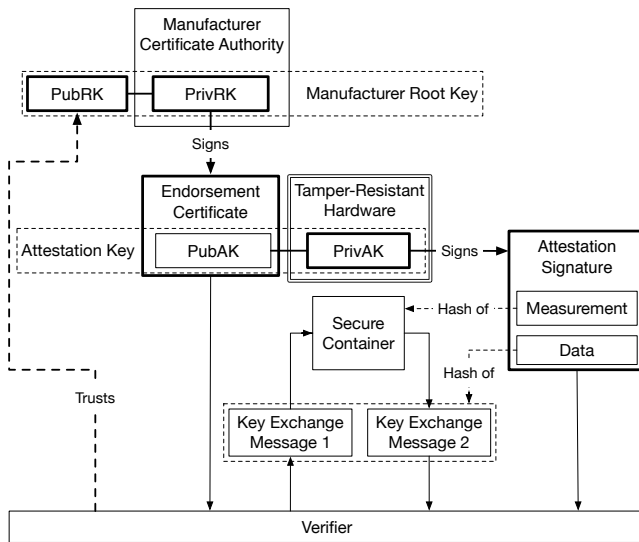 Manufacturer
Certificate Authority
PubRK
PrivRK
Manufacturer Root Key
Signs
Endorsement
Certificate
Tamper-Resistant
Hardware
Attestation Key
PubAK
PrivAK
Signs
Attestation
Signature
Measurement
Data
Hash of
Secure
Container
Hash of
Trusts
Key Exchange
Message 1
Key Exchange
Message 2
Verifier